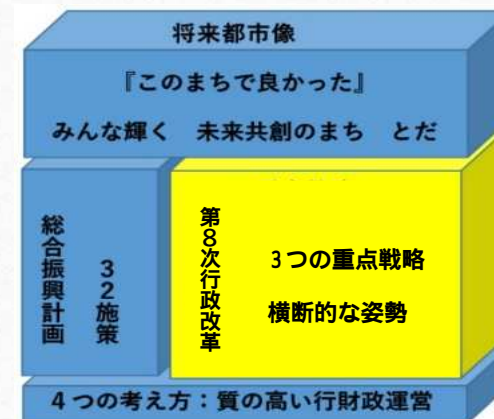 将来都市像
『このまちで良かった』
みんな輝く　未来共創のまち　とだ
総合振興計画
32施策
第8次行政改革
3つの重点戦略
横断的な姿勢
4つの考え方：質の高い行財政運営